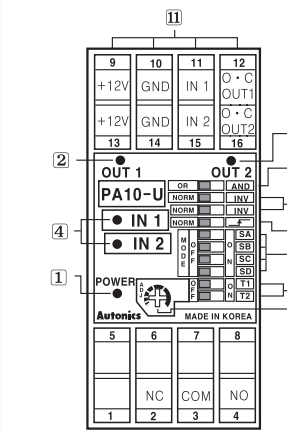 11
9 10 11 12
+12V GND IN 1 O·C OUT1
+12V GND IN 2 O·C OUT2
13 14 15 16
2
OUT 1 OUT 2
PA10-U
OR AND
NORM INV
NORM INV
NORM
4
IN 1
IN 2
MODE OFF ON SA
SB
SC
SD
1
POWER
ADJ OFF ON T1
T2
Autonics MADE IN KOREA
5 6 7 8
NC COM NO
1 2 3 4